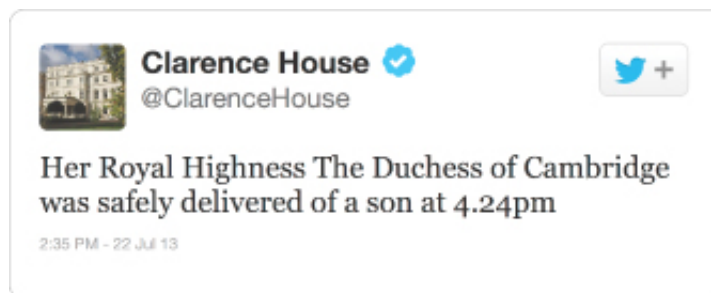 Clarence House
@ClarenceHouse
+
Her Royal Highness The Duchess of Cambridge
was safely delivered of a son at 4.24pm
2:35 PM - 22 Jul 13